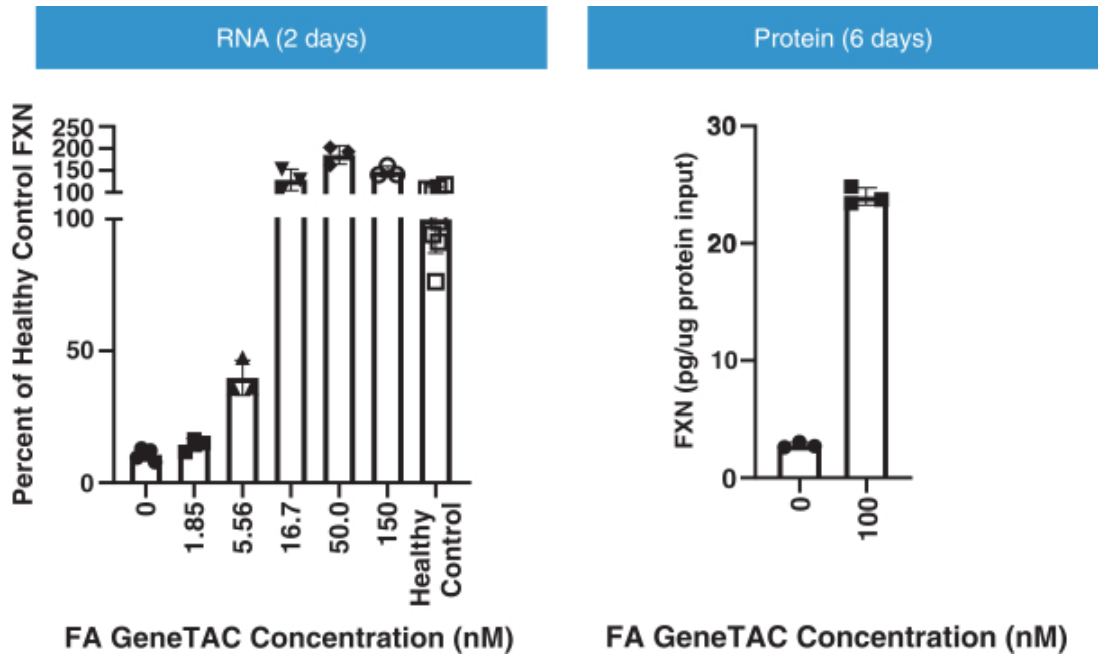 RNA (2 days)
Protein (6 days)
Percent of Healthy Control FXN
250
200
150
100
100
50
0
0
1.85
5.56
16.7
50.0
150
Healthy
Control
FA GeneTAC Concentration (nM)
FXN (pg/ug protein input)
30
20
10
0
0
100
FA GeneTAC Concentration (nM)